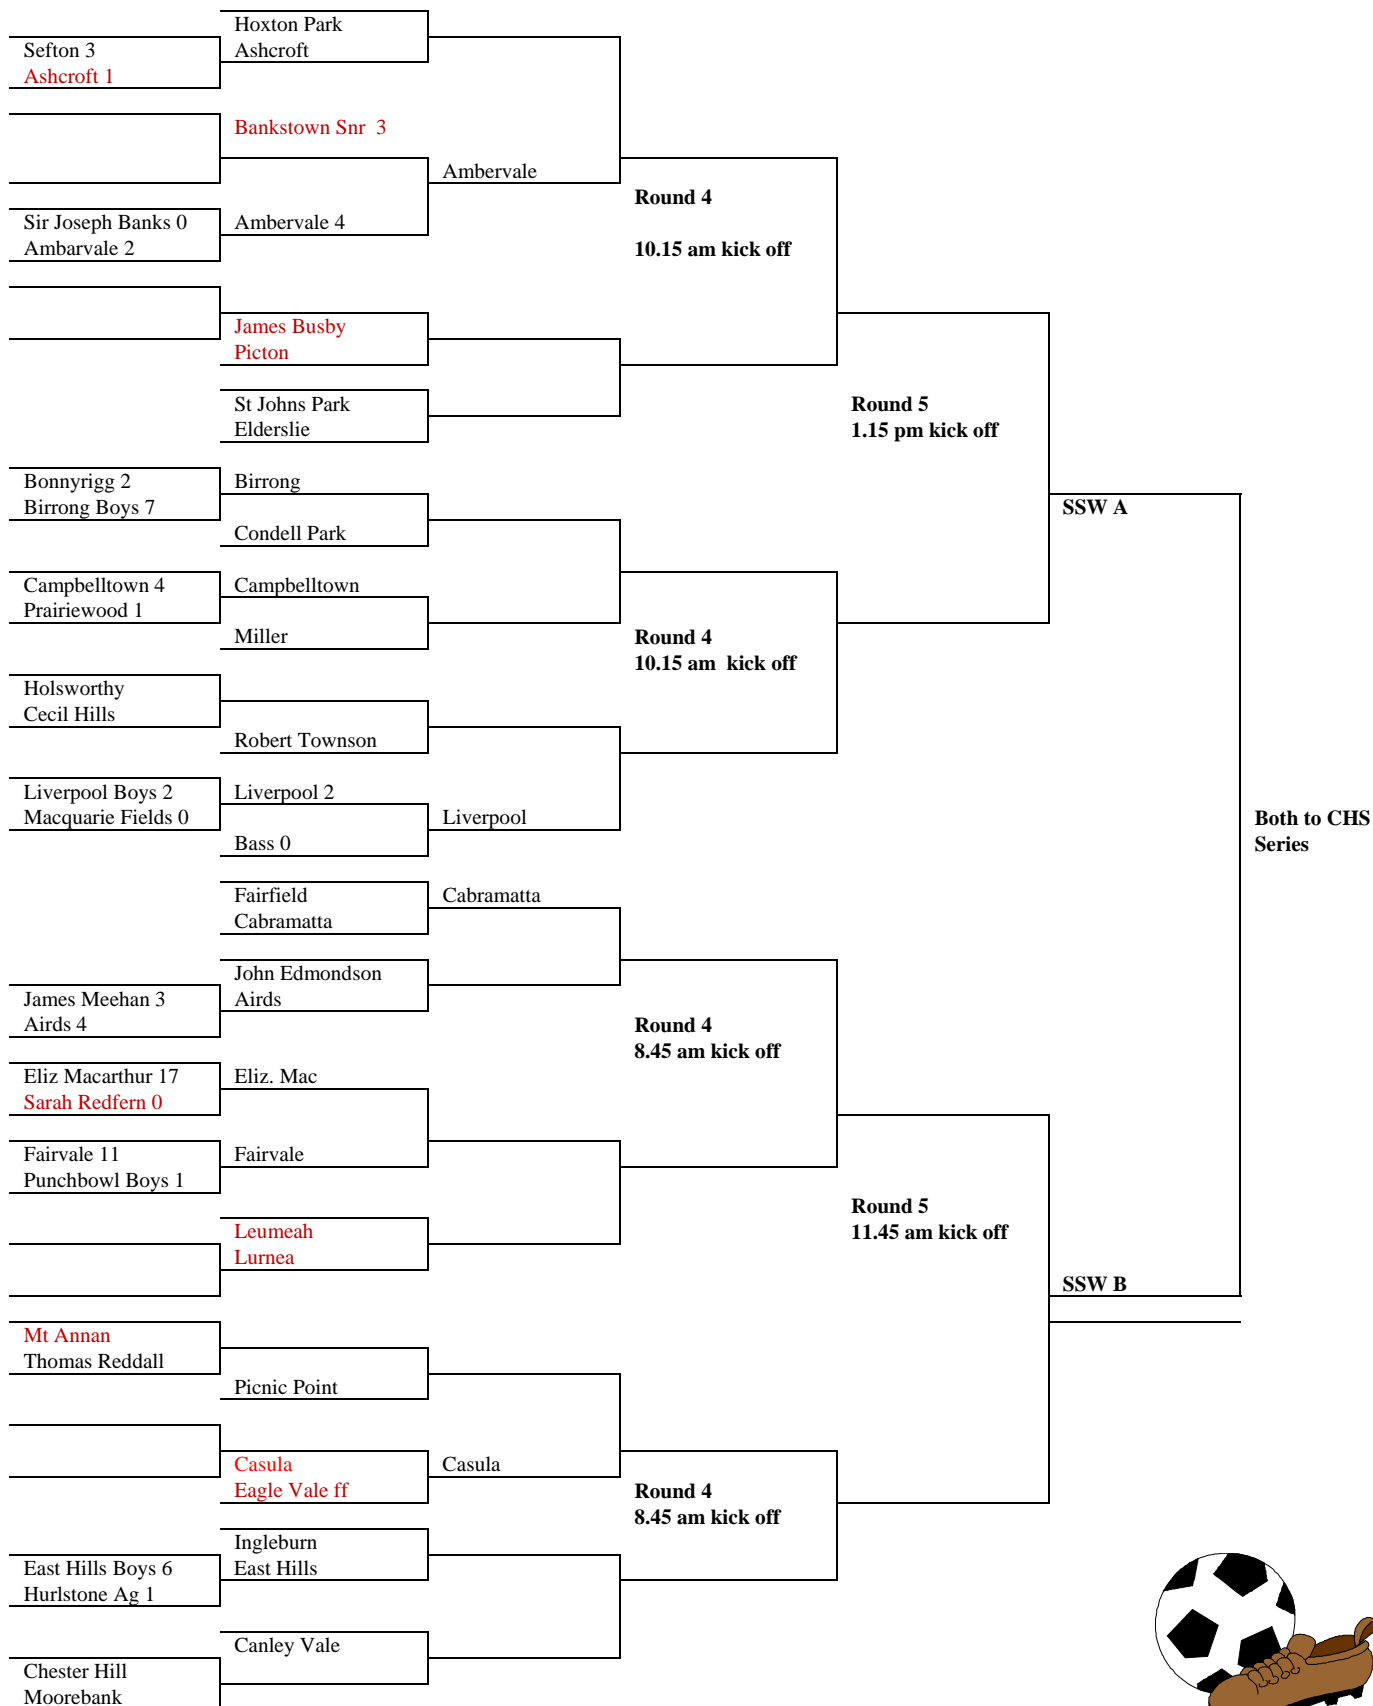 Hoxton Park
Ashcroft
Sefton 3
Ashcroft 1
Bankstown Snr  3
Ambervale
Round 4
Sir Joseph Banks 0
Ambarvale 2
Ambervale 4
10.15 am kick off
James Busby
Picton
St Johns Park
Elderslie
Round 5
1.15 pm kick off
Bonnyrigg 2
Birrong Boys 7
Birrong
Condell Park
SSW A
Campbelltown 4
Prairiewood 1
Campbelltown
Miller
Round 4
10.15 am  kick off
Holsworthy
Cecil Hills
Robert Townson
Liverpool Boys 2
Macquarie Fields 0
Liverpool 2
Bass 0
Liverpool
Both to CHS
Series
Fairfield
Cabramatta
Cabramatta
John Edmondson
Airds
James Meehan 3
Airds 4
Round 4
8.45 am kick off
Eliz Macarthur 17
Sarah Redfern 0
Eliz. Mac
Fairvale 11
Punchbowl Boys 1
Fairvale
Round 5
11.45 am kick off
Leumeah
Lurnea
SSW B
Mt Annan
Thomas Reddall
Picnic Point
Casula
Eagle Vale ff
Casula
Round 4
8.45 am kick off
Ingleburn
East Hills
East Hills Boys 6
Hurlstone Ag 1
Canley Vale
Chester Hill
Moorebank